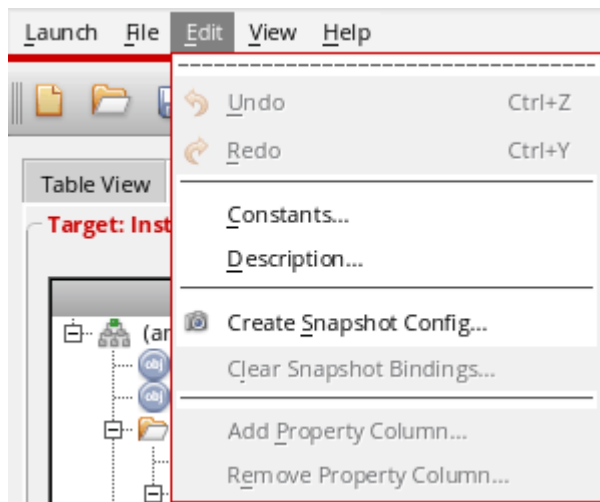 Launch File Edit View Help
Undo Ctrl+Z
Redo Ctrl+Y
Table View
Constants...
Target: Inst
Description...
(ar
Create Snapshot Config...
obj
Clear Snapshot Bindings...
obj
Add Property Column...
Remove Property Column...